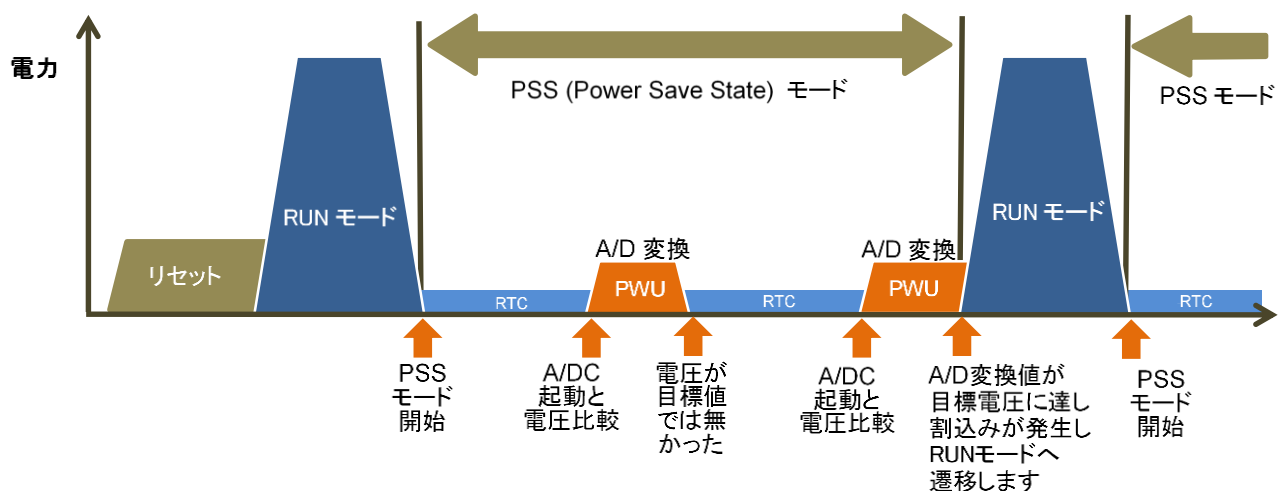 電力
PSS (Power Save State) モード
PSS モード
RUN モード
RUN モード
リセット
A/D 変換
A/D 変換
PWU
PWU
RTC
RTC
RTC
PSS
モード
開始
A/DC
起動と
電圧比較
電圧が
目標値
では無
かった
A/DC
起動と
電圧比較
A/D変換値が
目標電圧に達し
割込みが発生し
RUNモードへ
遷移します
PSS
モード
開始